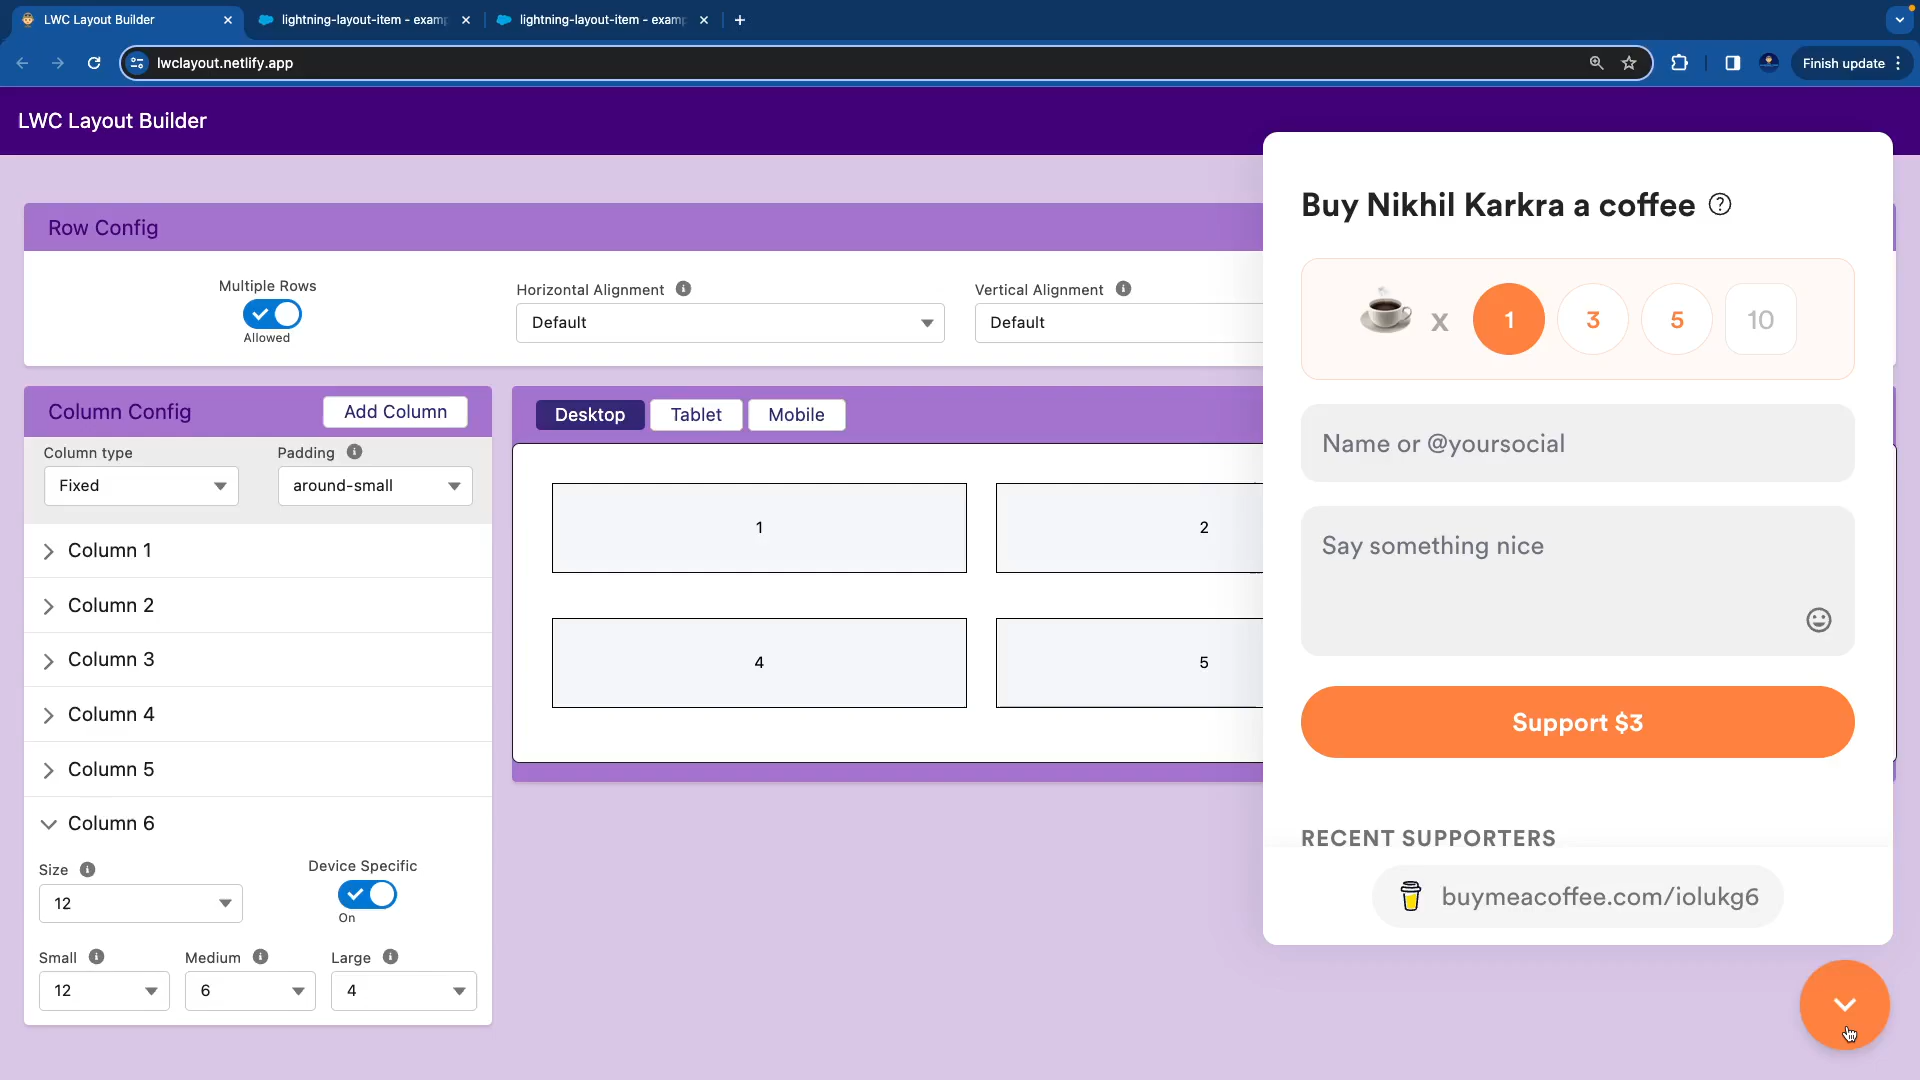 LWC Layout Builder
lightning-layout-item - examp
lightning-layout-item - examp
lwclayout.netlify.app
Finish update
LWC Layout Builder
Row Config
Multiple Rows
Allowed
Horizontal Alignment
Default
Vertical Alignment
Default
Column Config
Add Column
Column type
Fixed
Padding
around-small
Column 1
Column 2
Column 3
Column 4
Column 5
Column 6
Size
12
Device Specific
On
Small
12
Medium
6
Large
4
Desktop
Tablet
Mobile
1
2
4
5
Buy Nikhil Karkra a coffee
x
1
3
5
10
Name or @yoursocial
Say something nice
Support $3
RECENT SUPPORTERS
buymeacoffee.com/iolukg6